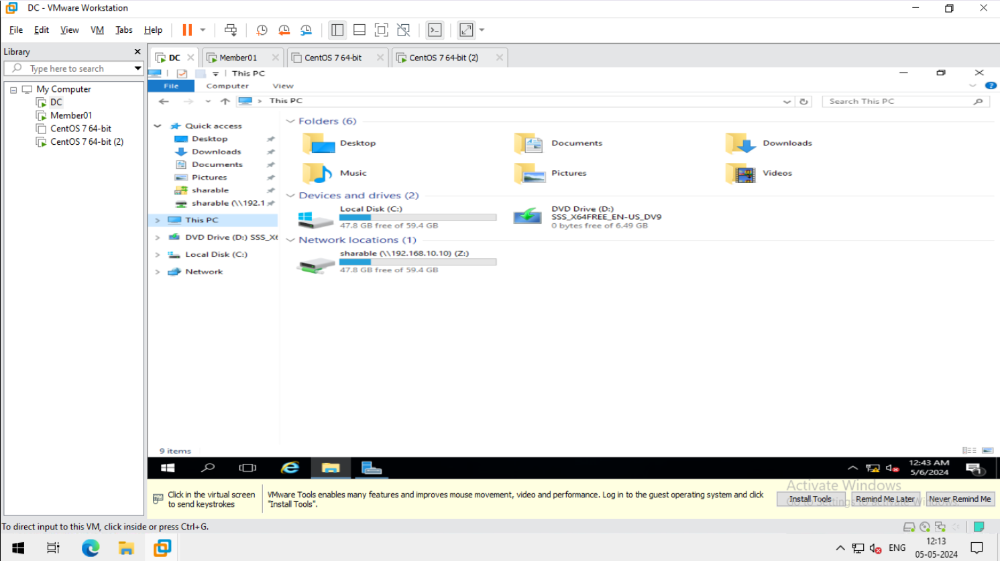 DC - VMware Workstation
File Edit View VM Tabs Help
Library
Type here to search
My Computer
DC
Member01
CentOS 7 64-bit
CentOS 7 64-bit (2)
DC
Member01
CentOS 7 64-bit
CentOS 7 64-bit (2)
This PC
File Computer View
This PC
Search This PC
Quick access
Desktop
Downloads
Documents
Pictures
sharable
sharable (\\192.1
This PC
DVD Drive (D:) SSS_X6
Local Disk (C:)
Network
Folders (6)
Desktop
Documents
Downloads
Music
Pictures
Videos
Devices and drives (2)
Local Disk (C:)
47.8 GB free of 59.4 GB
DVD Drive (D:)
SSS_X64FREE_EN-US_DV9
0 bytes free of 6.49 GB
Network locations (1)
sharable (\\192.168.10.10) (Z:)
47.8 GB free of 59.4 GB
9 items
12:43 AM
5/6/2024
1
Click in the virtual screen
to send keystrokes
VMware Tools enables many features and improves mouse movement, video and performance. Log in to the guest operating system and click
"Install Tools".
Activate Windows
Go to Settings to activate Windows.
Install Tools
Remind Me Later
Never Remind Me
To direct input to this VM, click inside or press Ctrl+G.
ENG
12:13
05-05-2024